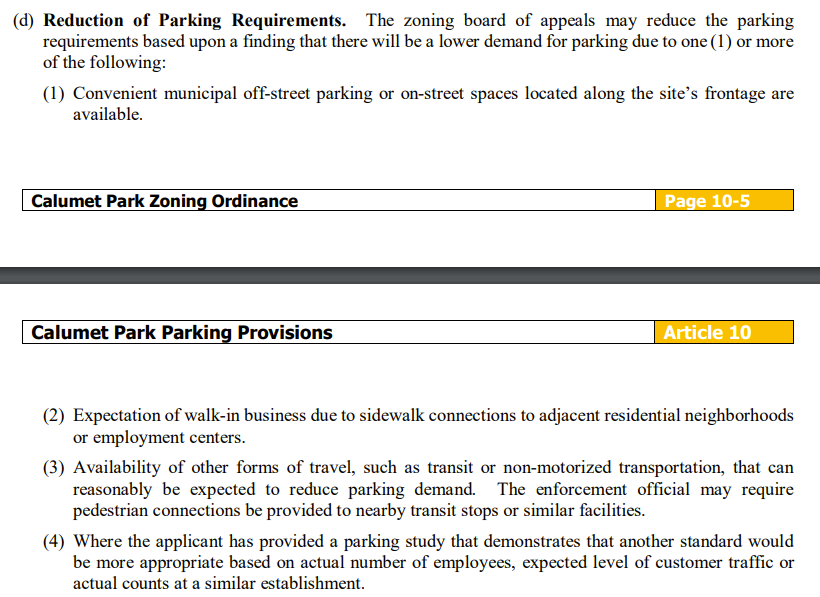 (d) Reduction of Parking Requirements. The zoning board of appeals may reduce the parking
requirements based upon a finding that there will be a lower demand for parking due to one (1) or more
of the following:
(1) Convenient municipal off-street parking or on-street spaces located along the site's frontage are
available.
Calumet Park Zoning Ordinance Page 10-5
Calumet Park Parking Provisions Article 10
(2) Expectation of walk-in business due to sidewalk connections to adjacent residential neighborhoods
or employment centers.
(3) Availability of other forms of travel, such as transit or non-motorized transportation, that can
reasonably be expected to reduce parking demand. The enforcement official may require
pedestrian connections be provided to nearby transit stops or similar facilities.
(4) Where the applicant has provided a parking study that demonstrates that another standard would
be more appropriate based on actual number of employees, expected level of customer traffic or
actual counts at a similar establishment.